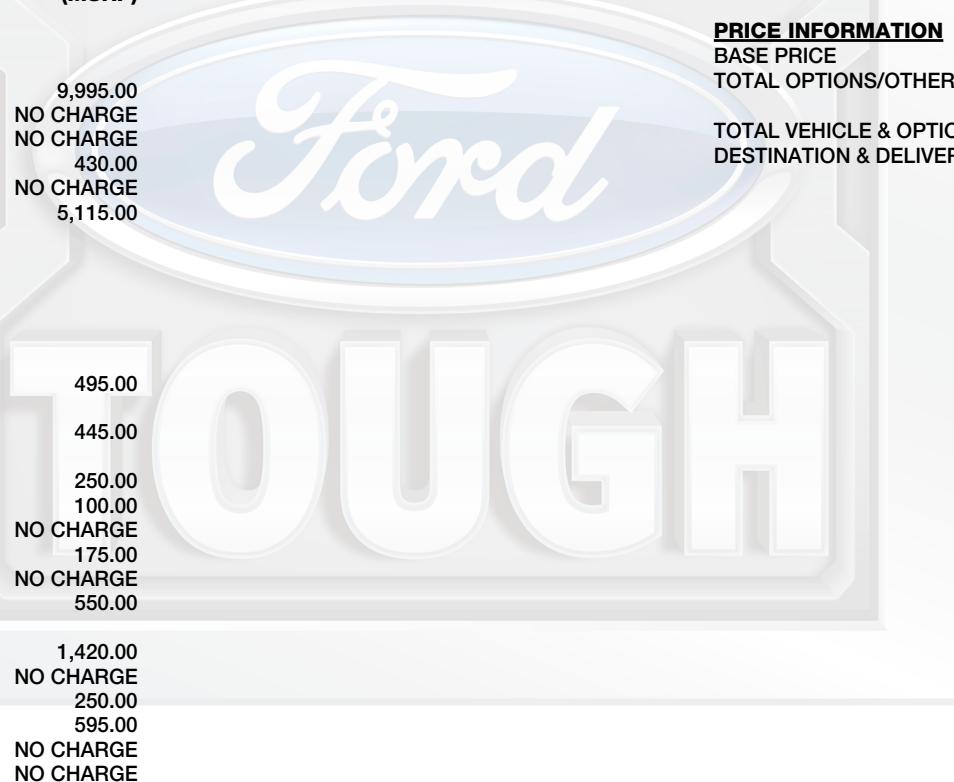 (MSRP)
9,995.00
NO CHARGE
NO CHARGE
430.00
NO CHARGE
5,115.00
495.00
445.00
250.00
100.00
NO CHARGE
175.00
NO CHARGE
550.00
1,420.00
NO CHARGE
250.00
595.00
NO CHARGE
NO CHARGE
PRICE INFORMATION
BASE PRICE
TOTAL OPTIONS/OTHER
TOTAL VEHICLE & OPTIO
DESTINATION & DELIVER
Ford
TOUGH